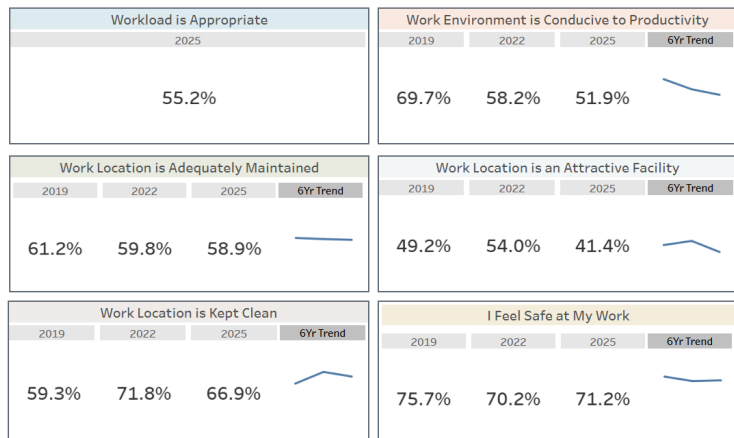 Workload is Appropriate
2025
55.2%
Work Environment is Conducive to Productivity
2019 2022 2025 6Yr Trend
69.7% 58.2% 51.9%
Work Location is Adequately Maintained
2019 2022 2025 6Yr Trend
61.2% 59.8% 58.9%
Work Location is an Attractive Facility
2019 2022 2025 6Yr Trend
49.2% 54.0% 41.4%
Work Location is Kept Clean
2019 2022 2025 6Yr Trend
59.3% 71.8% 66.9%
I Feel Safe at My Work
2019 2022 2025 6Yr Trend
75.7% 70.2% 71.2%